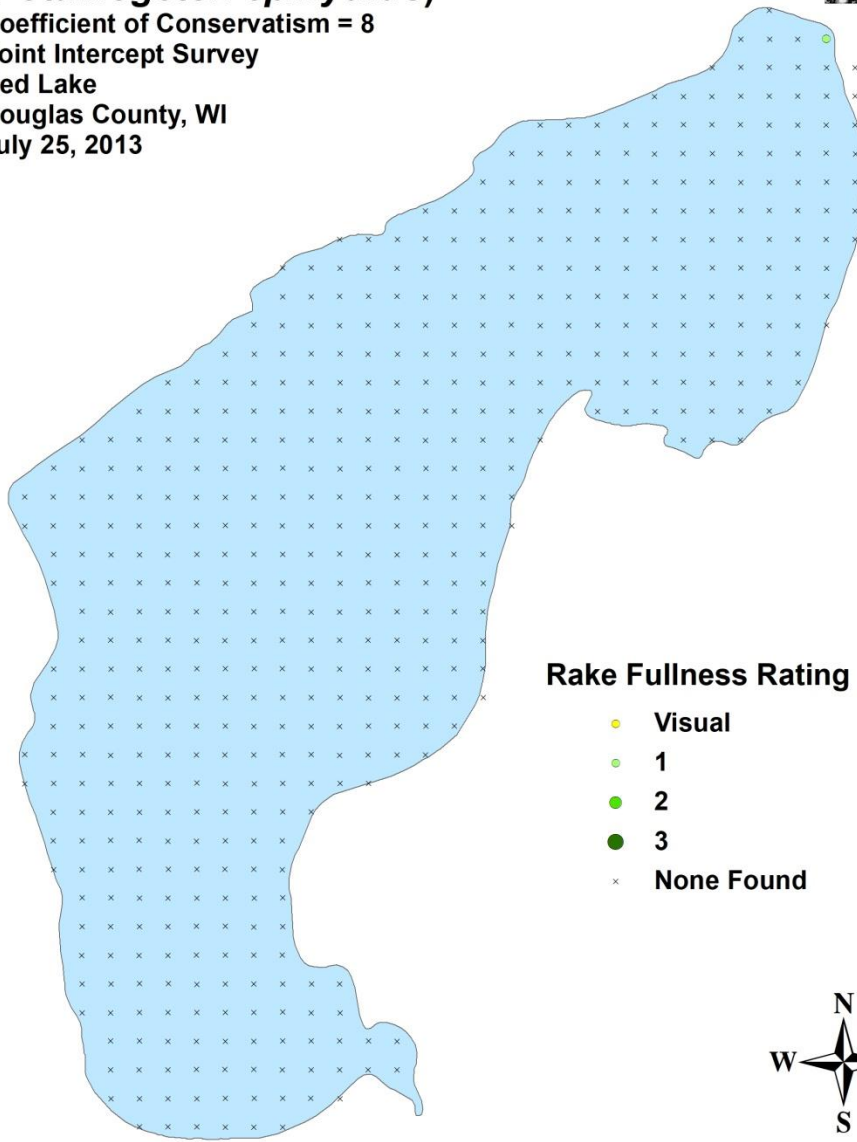 oefficient of Conservatism = 8
oint Intercept Survey
ed Lake
ouglas County, WI
uly 25, 2013
Rake Fullness Rating
Visual
1
2
3
None Found
N
W
S